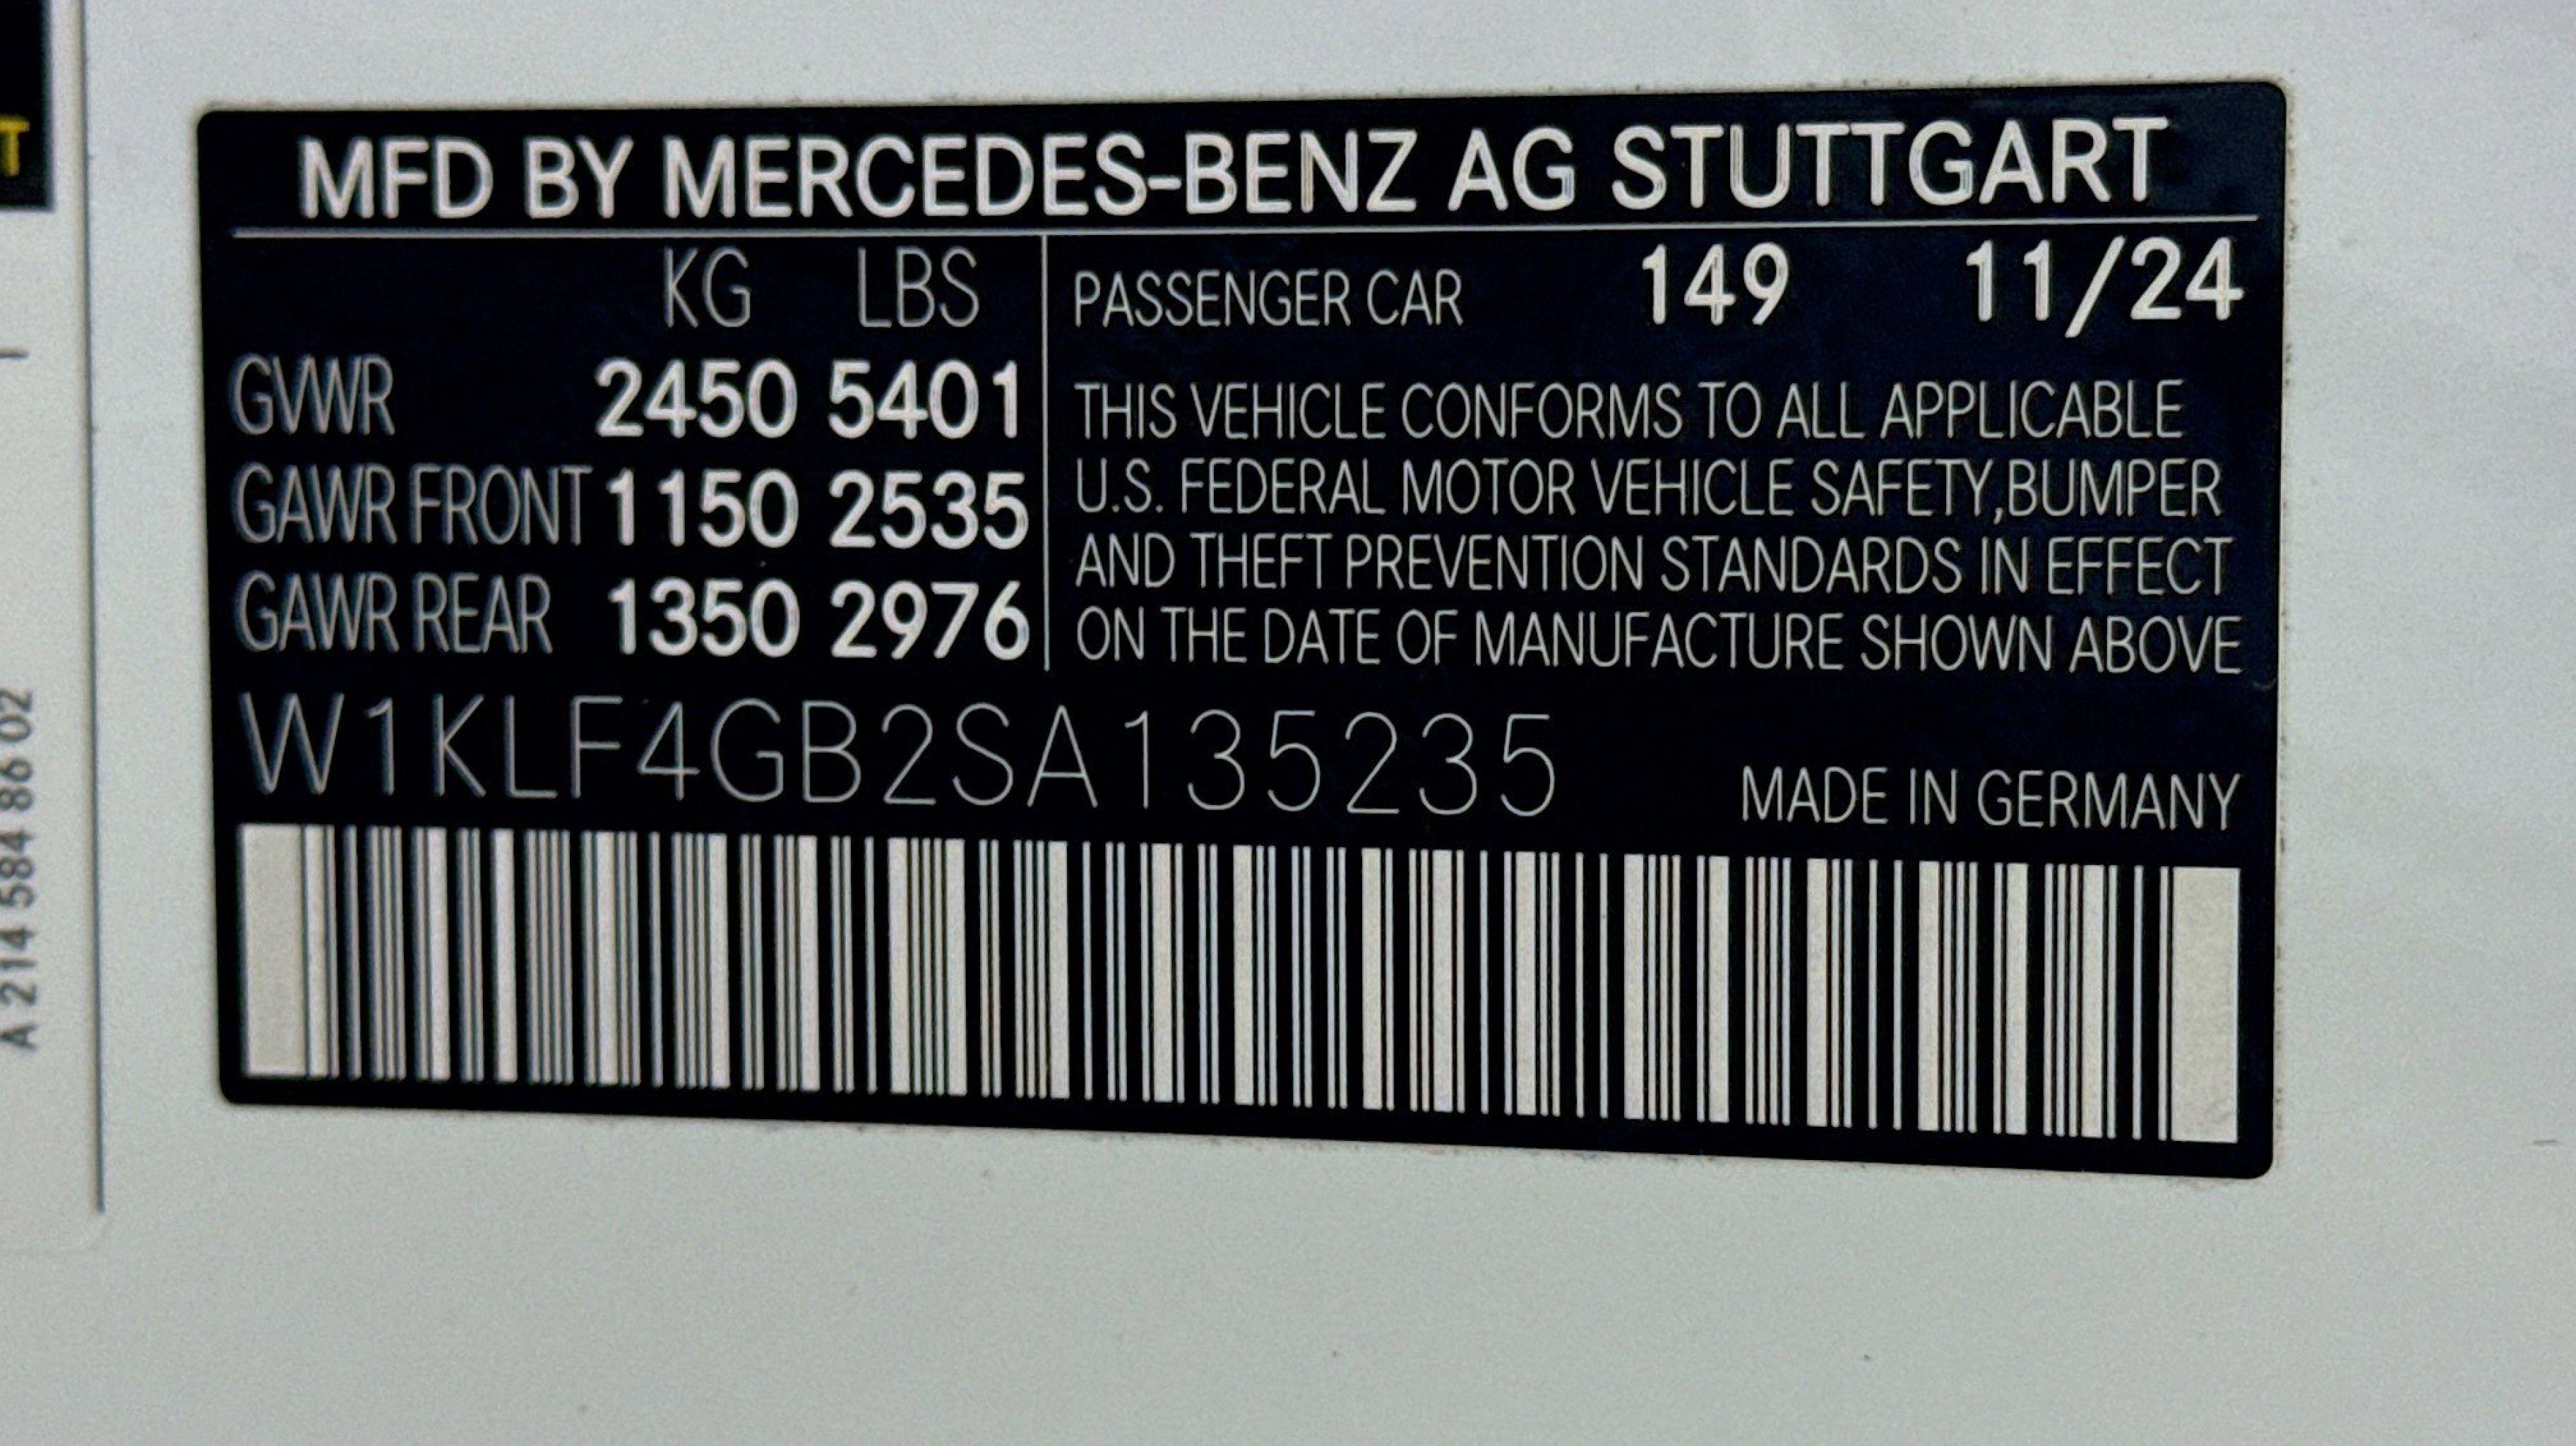 MFD BY MERCEDES-BENZ AG STUTTGART
KG LBS
GVWR 2450 5401
GAWR FRONT 1150 2535
GAWR REAR 1350 2976
PASSENGER CAR 149 11/24
THIS VEHICLE CONFORMS TO ALL APPLICABLE
U.S. FEDERAL MOTOR VEHICLE SAFETY,BUMPER
AND THEFT PREVENTION STANDARDS IN EFFECT
ON THE DATE OF MANUFACTURE SHOWN ABOVE
W1KLF4GB2SA135235
MADE IN GERMANY
A 214 584 86 02
T